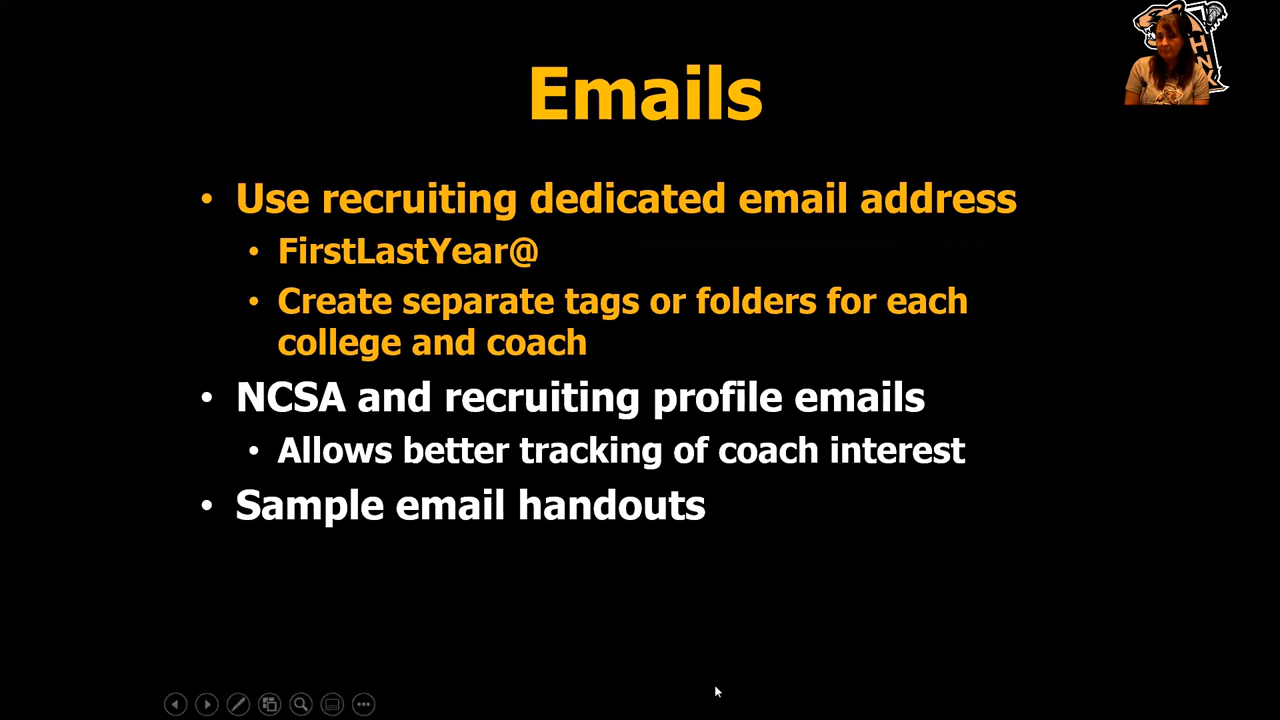 Emails
• Use recruiting dedicated email address
• FirstLastYear@
• Create separate tags or folders for each
college and coach
• NCSA and recruiting profile emails
• Allows better tracking of coach interest
• Sample email handouts
HNK